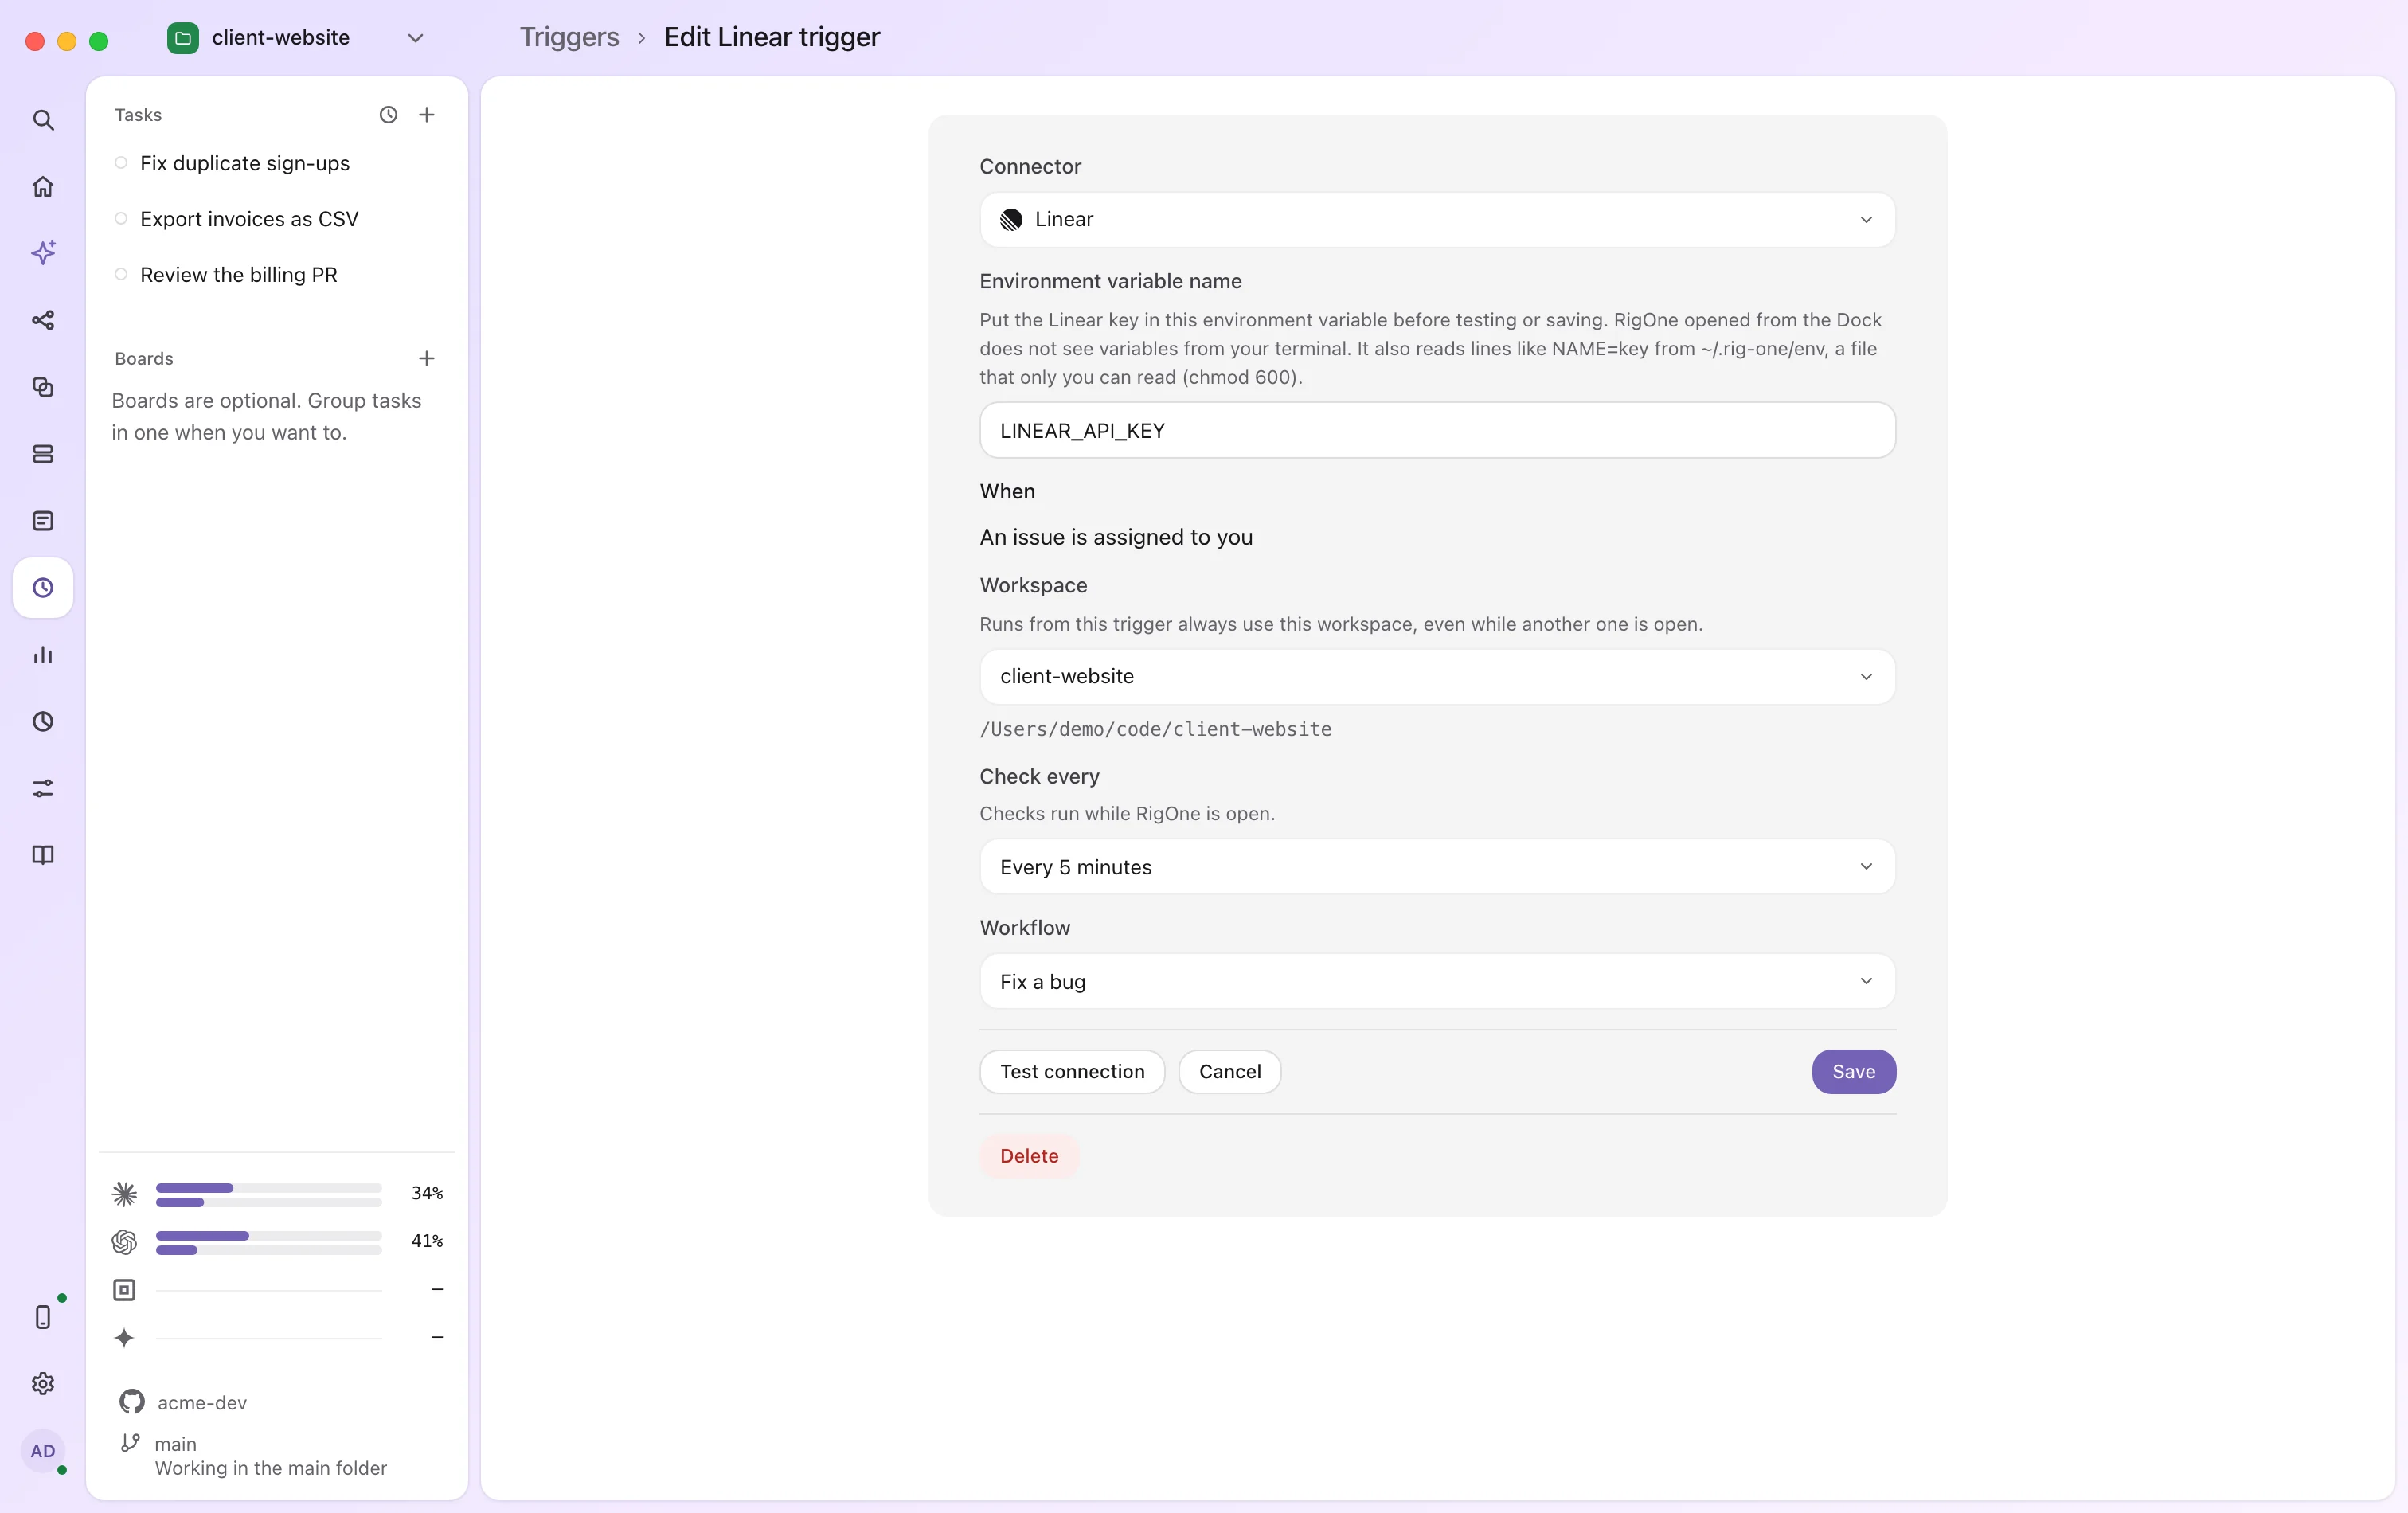 client-website
Triggers › Edit Linear trigger
Tasks
Fix duplicate sign-ups
Export invoices as CSV
Review the billing PR
Boards
Boards are optional. Group tasks
in one when you want to.
34%
41%
–
–
acme-dev
main
Working in the main folder
AD
Connector
Linear
Environment variable name
Put the Linear key in this environment variable before testing or saving. RigOne opened from the Dock
does not see variables from your terminal. It also reads lines like NAME=key from ~/.rig-one/env, a file
that only you can read (chmod 600).
LINEAR_API_KEY
When
An issue is assigned to you
Workspace
Runs from this trigger always use this workspace, even while another one is open.
client-website
/Users/demo/code/client-website
Check every
Checks run while RigOne is open.
Every 5 minutes
Workflow
Fix a bug
Test connection
Cancel
Save
Delete